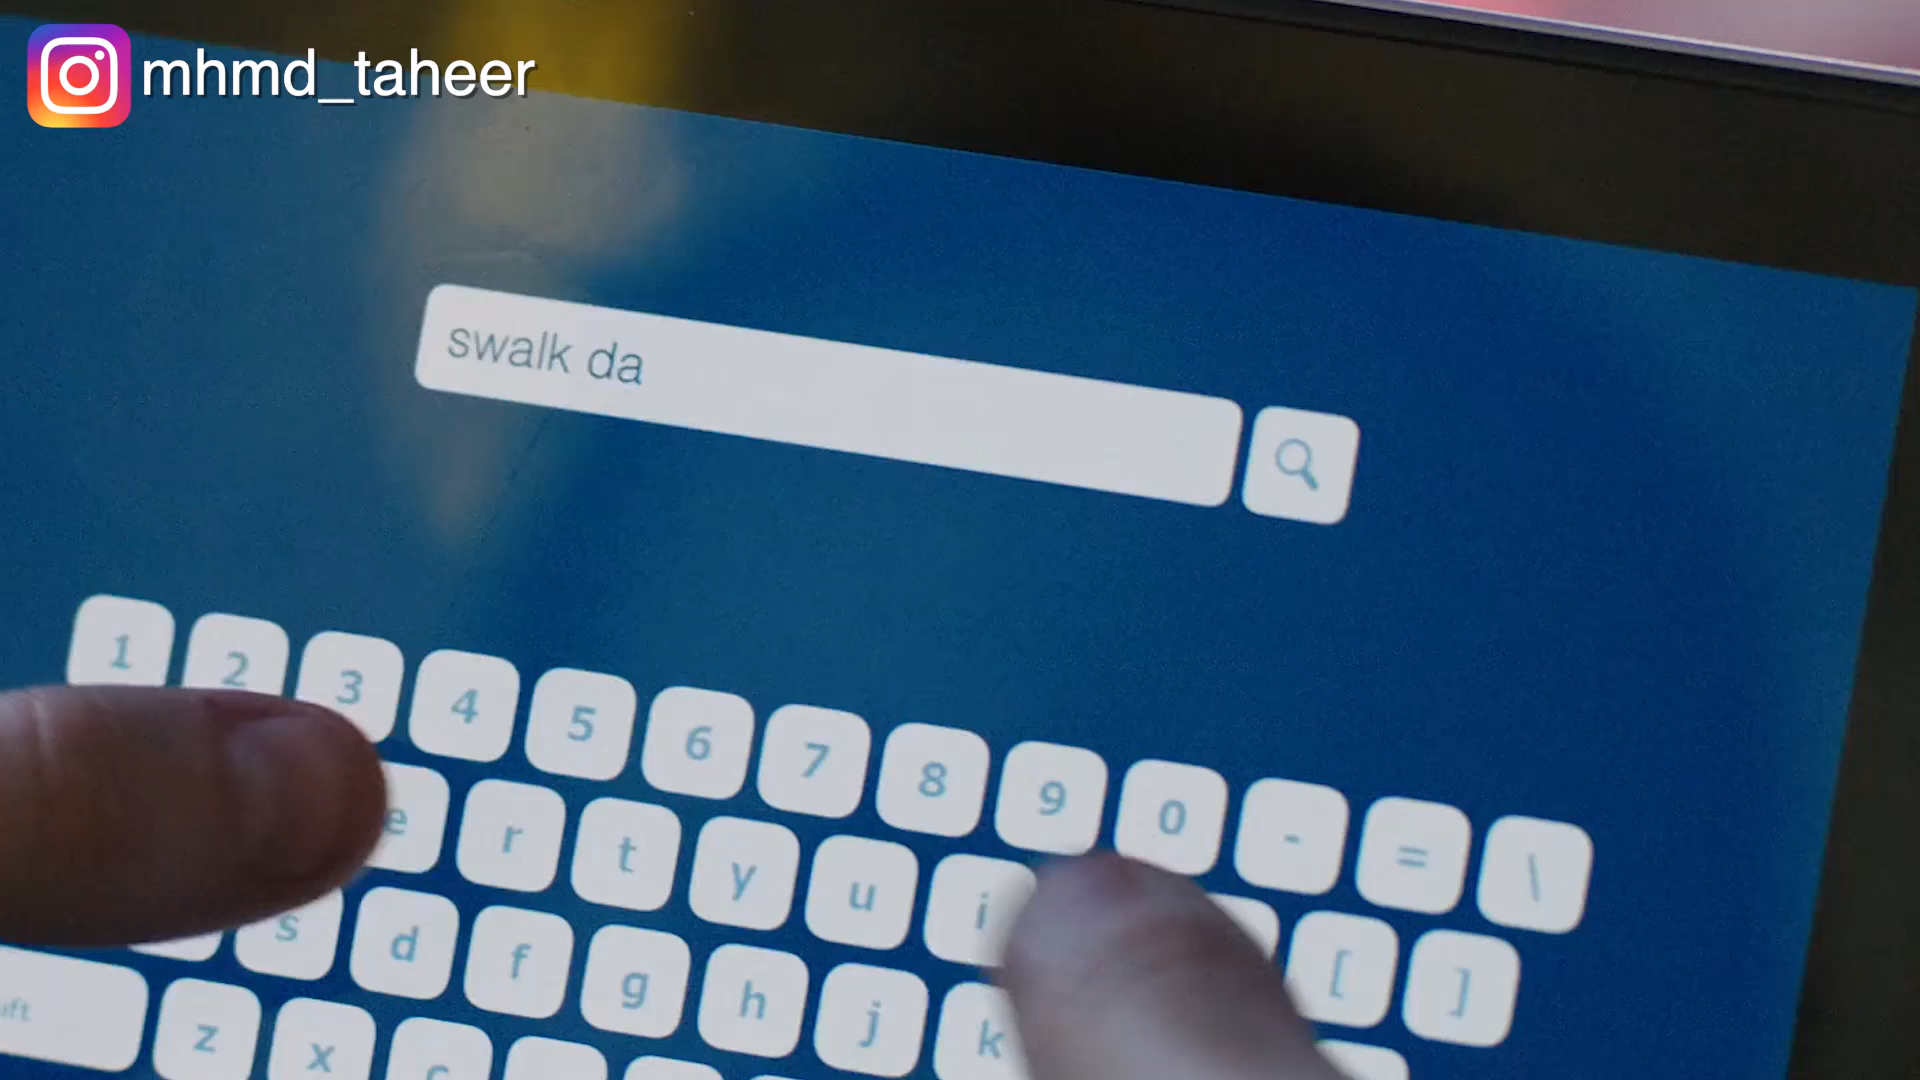 mhmd_taheer
swalk da
1 2 3 4 5 6 7 8 9 0 - = \
e r t y u i [ ]
s d f g h j k
z x c